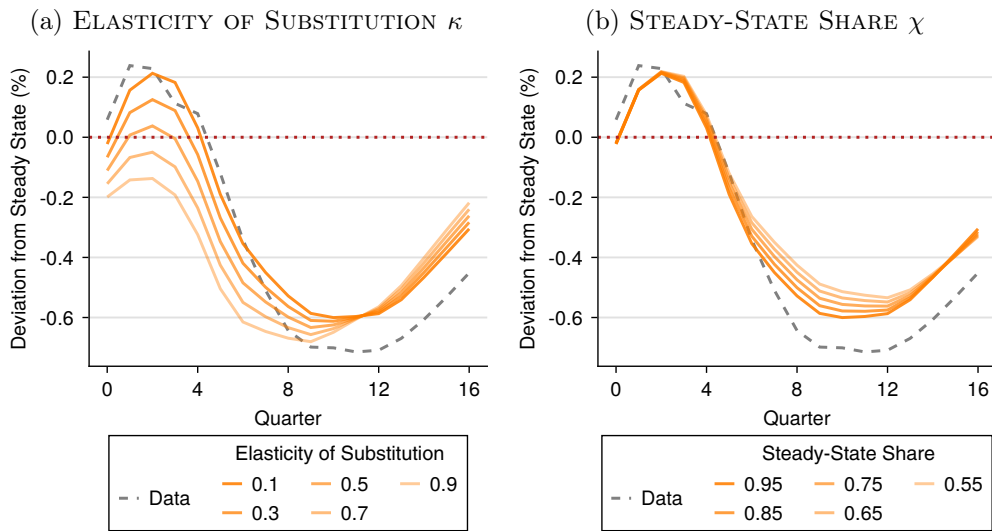 (a) Elasticity of Substitution κ
Deviation from Steady State (%)
0.2
0.0
-0.2
-0.4
-0.6
0 4 8 12 16
Quarter
Elasticity of Substitution
Data
0.1 0.5 0.9
0.3 0.7
(b) Steady-State Share χ
Deviation from Steady State (%)
0.2
0.0
-0.2
-0.4
-0.6
0 4 8 12 16
Quarter
Steady-State Share
Data
0.95 0.75 0.55
0.85 0.65